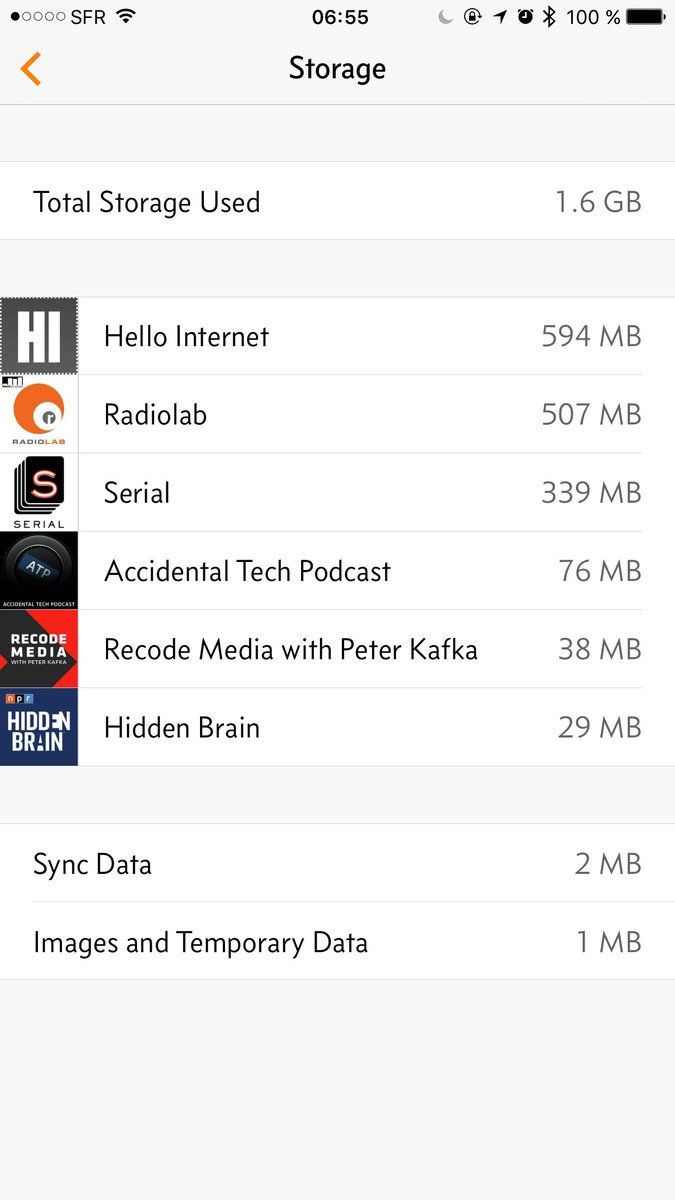 SFR 06:55 100 %
Storage
Total Storage Used 1.6 GB
HI
Hello Internet 594 MB
r
RADIOLAB
Radiolab 507 MB
S
SERIAL
Serial 339 MB
ATP
ACCIDENTAL TECH PODCAST
Accidental Tech Podcast 76 MB
RECODE
MEDIA
WITH PETER KAFKA
Recode Media with Peter Kafka 38 MB
npr
HIDDEN
BRAIN
Hidden Brain 29 MB
Sync Data 2 MB
Images and Temporary Data 1 MB